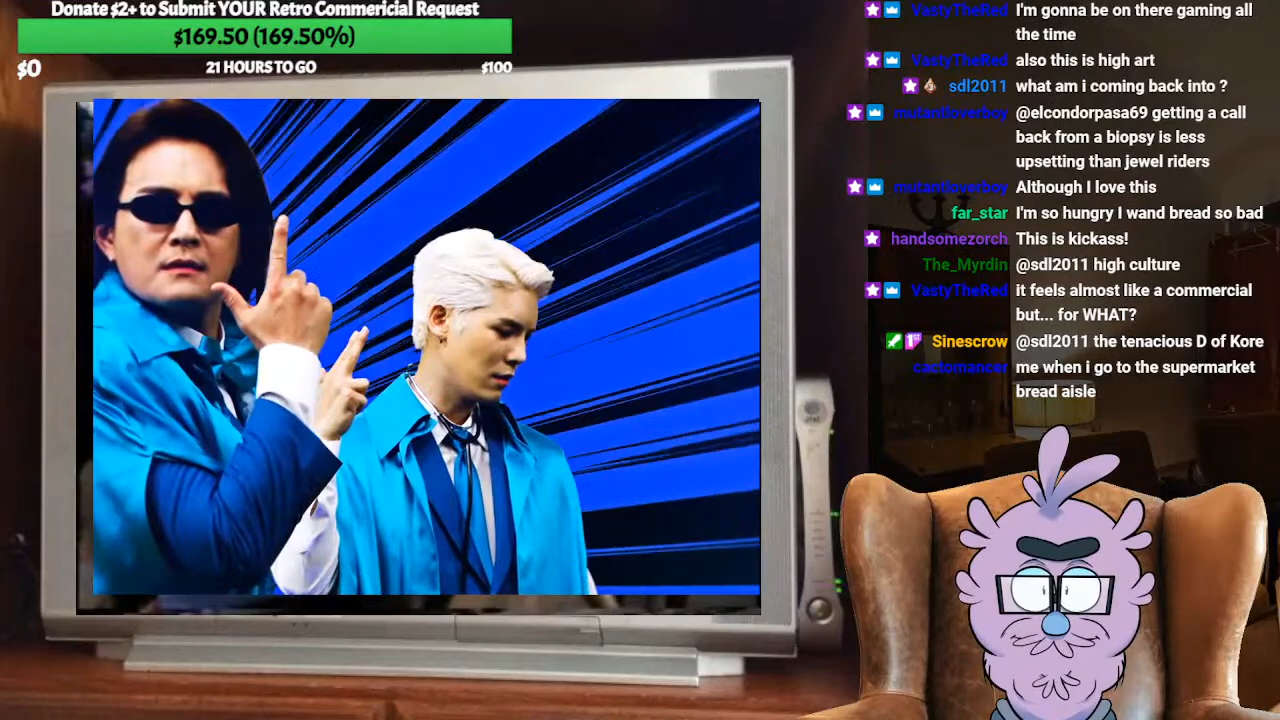 Donate $2+ to Submit YOUR Retro Commericial Request
$169.50 (169.50%)
$0
21 HOURS TO GO
$100
VastyTheRed I'm gonna be on there gaming all
the time
VastyTheRed also this is high art
sdl2011 what am i coming back into ?
mutantloverboy @elcondorpasa69 getting a call
back from a biopsy is less
upsetting than jewel riders
mutantloverboy Although I love this
far_star I'm so hungry I wand bread so bad
handsomezorch This is kickass!
The_Myrdin @sdl2011 high culture
VastyTheRed it feels almost like a commercial
but... for WHAT?
Sinescrow @sdl2011 the tenacious D of Kore
cactomancer me when i go to the supermarket
bread aisle